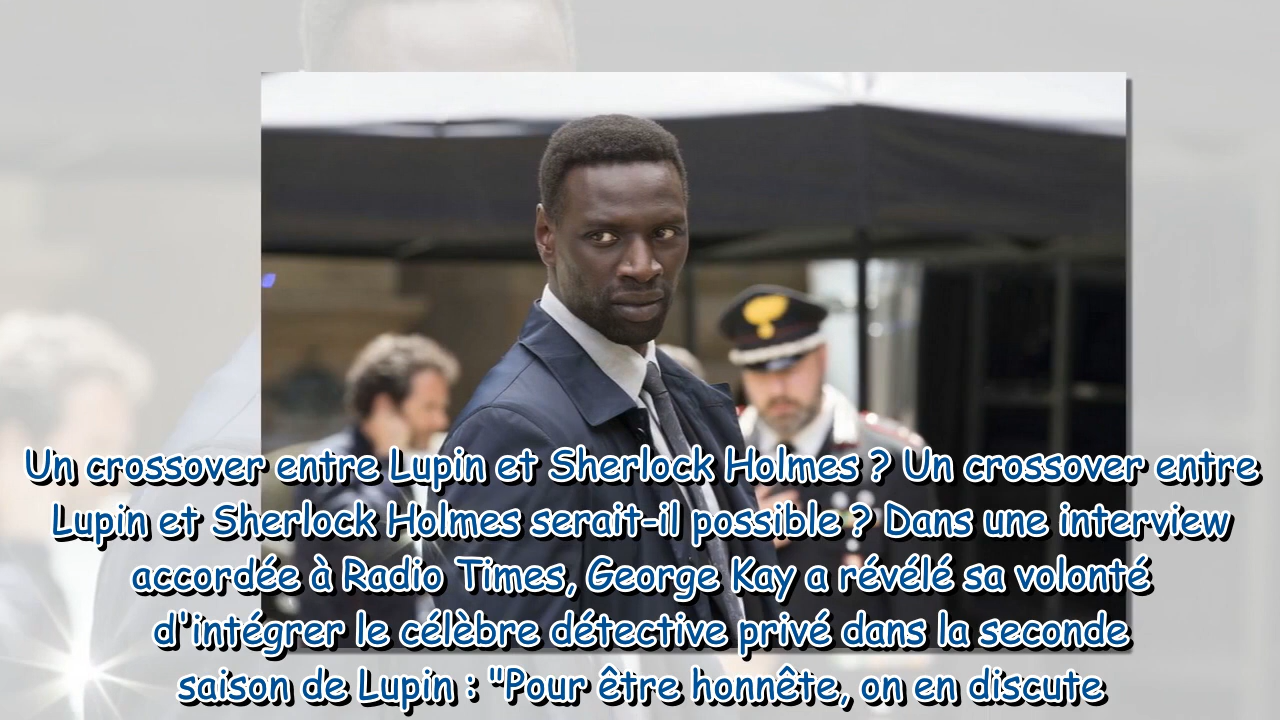 Un crossover entre Lupin et Sherlock Holmes ? Un crossover entre
Lupin et Sherlock Holmes serait-il possible ? Dans une interview
accordée à Radio Times, George Kay a révélé sa volonté
d'intégrer le célèbre détective privé dans la seconde
saison de Lupin : "Pour être honnête, on en discute